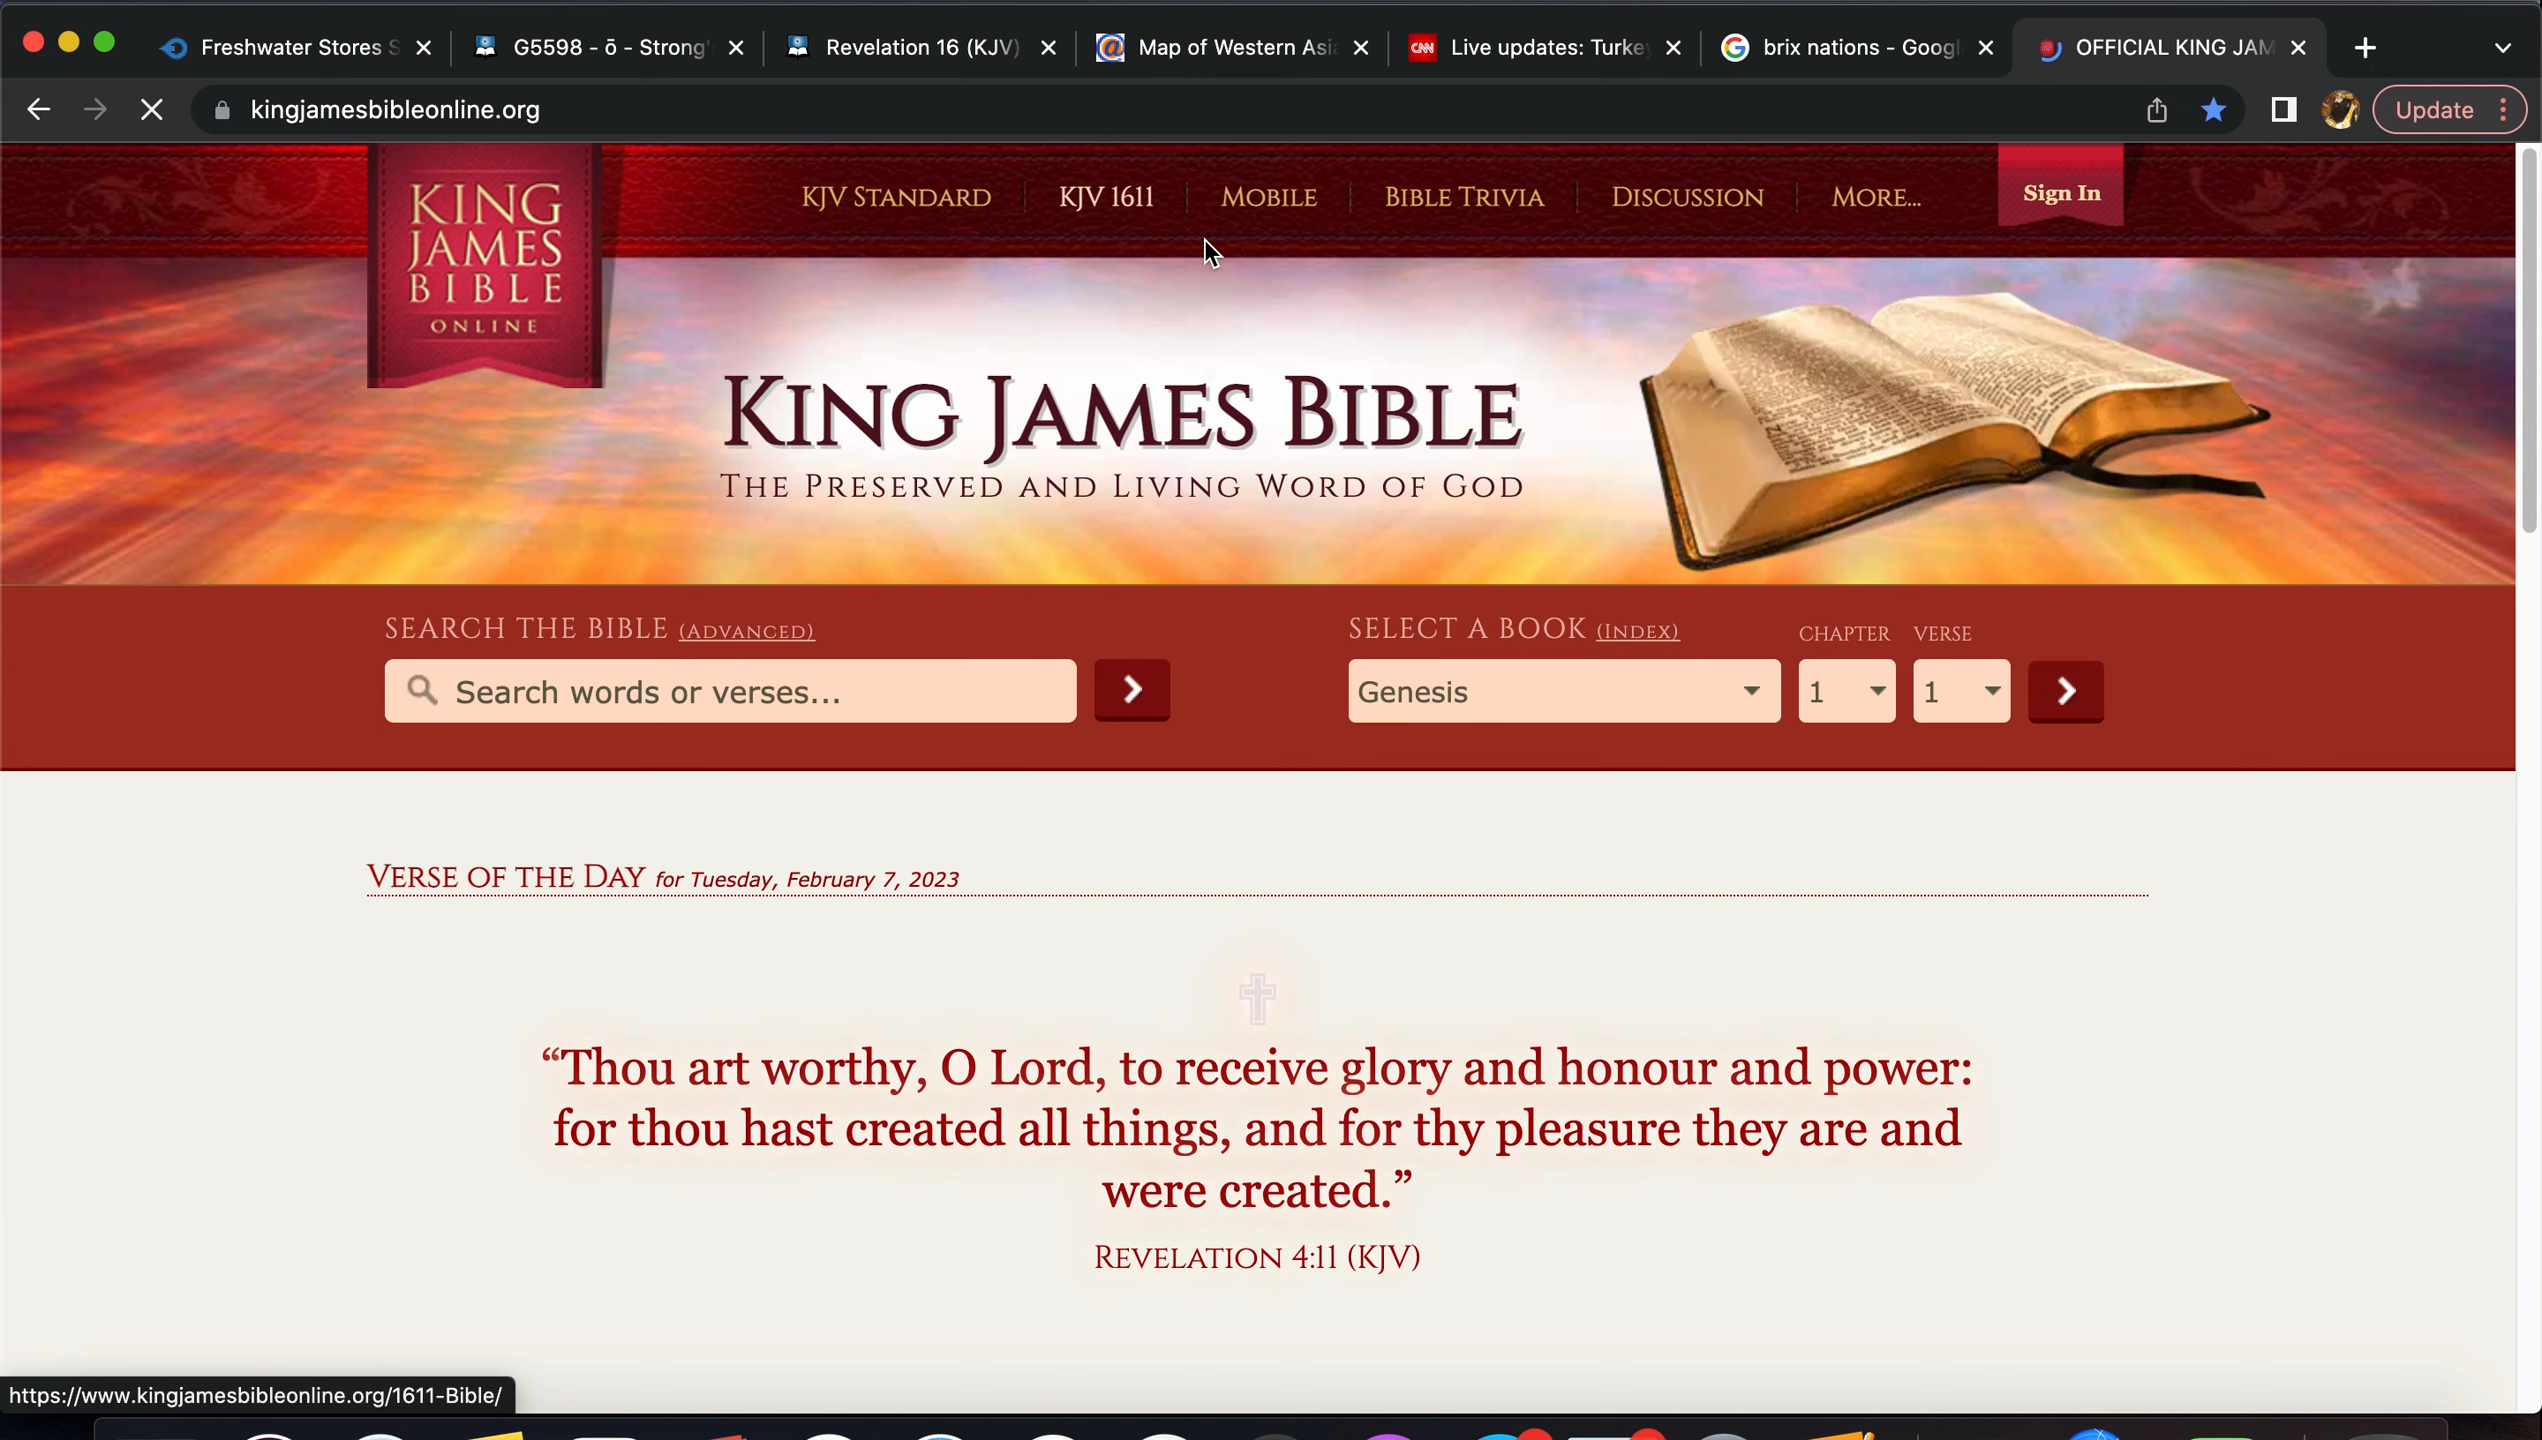 Freshwater Stores S
G5598 - ō - Strong'
Revelation 16 (KJV)
Map of Western Asi
CNN
Live updates: Turkey
brix nations - Googl
OFFICIAL KING JAM
kingjamesbibleonline.org
Update
KING
JAMES
BIBLE
ONLINE
KJV STANDARD
KJV 1611
MOBILE
BIBLE TRIVIA
DISCUSSION
MORE...
Sign In
KING JAMES BIBLE
THE PRESERVED AND LIVING WORD OF GOD
SEARCH THE BIBLE (ADVANCED)
Search words or verses...
SELECT A BOOK (INDEX)
CHAPTER
VERSE
Genesis
1
1
VERSE OF THE DAY for Tuesday, February 7, 2023
“Thou art worthy, O Lord, to receive glory and honour and power:
for thou hast created all things, and for thy pleasure they are and
were created.”
REVELATION 4:11 (KJV)
https://www.kingjamesbibleonline.org/1611-Bible/